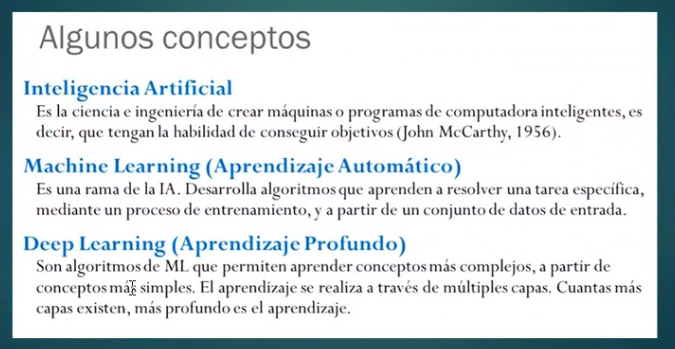 Algunos conceptos
Inteligencia Artificial
Es la ciencia e ingeniería de crear máquinas o programas de computadora inteligentes, es
decir, que tengan la habilidad de conseguir objetivos (John McCarthy, 1956).
Machine Learning (Aprendizaje Automático)
Es una rama de la IA. Desarrolla algoritmos que aprenden a resolver una tarea específica,
mediante un proceso de entrenamiento, y a partir de un conjunto de datos de entrada.
Deep Learning (Aprendizaje Profundo)
Son algoritmos de ML que permiten aprender conceptos más complejos, a partir de
conceptos más simples. El aprendizaje se realiza a través de múltiples capas. Cuantas más
capas existen, más profundo es el aprendizaje.